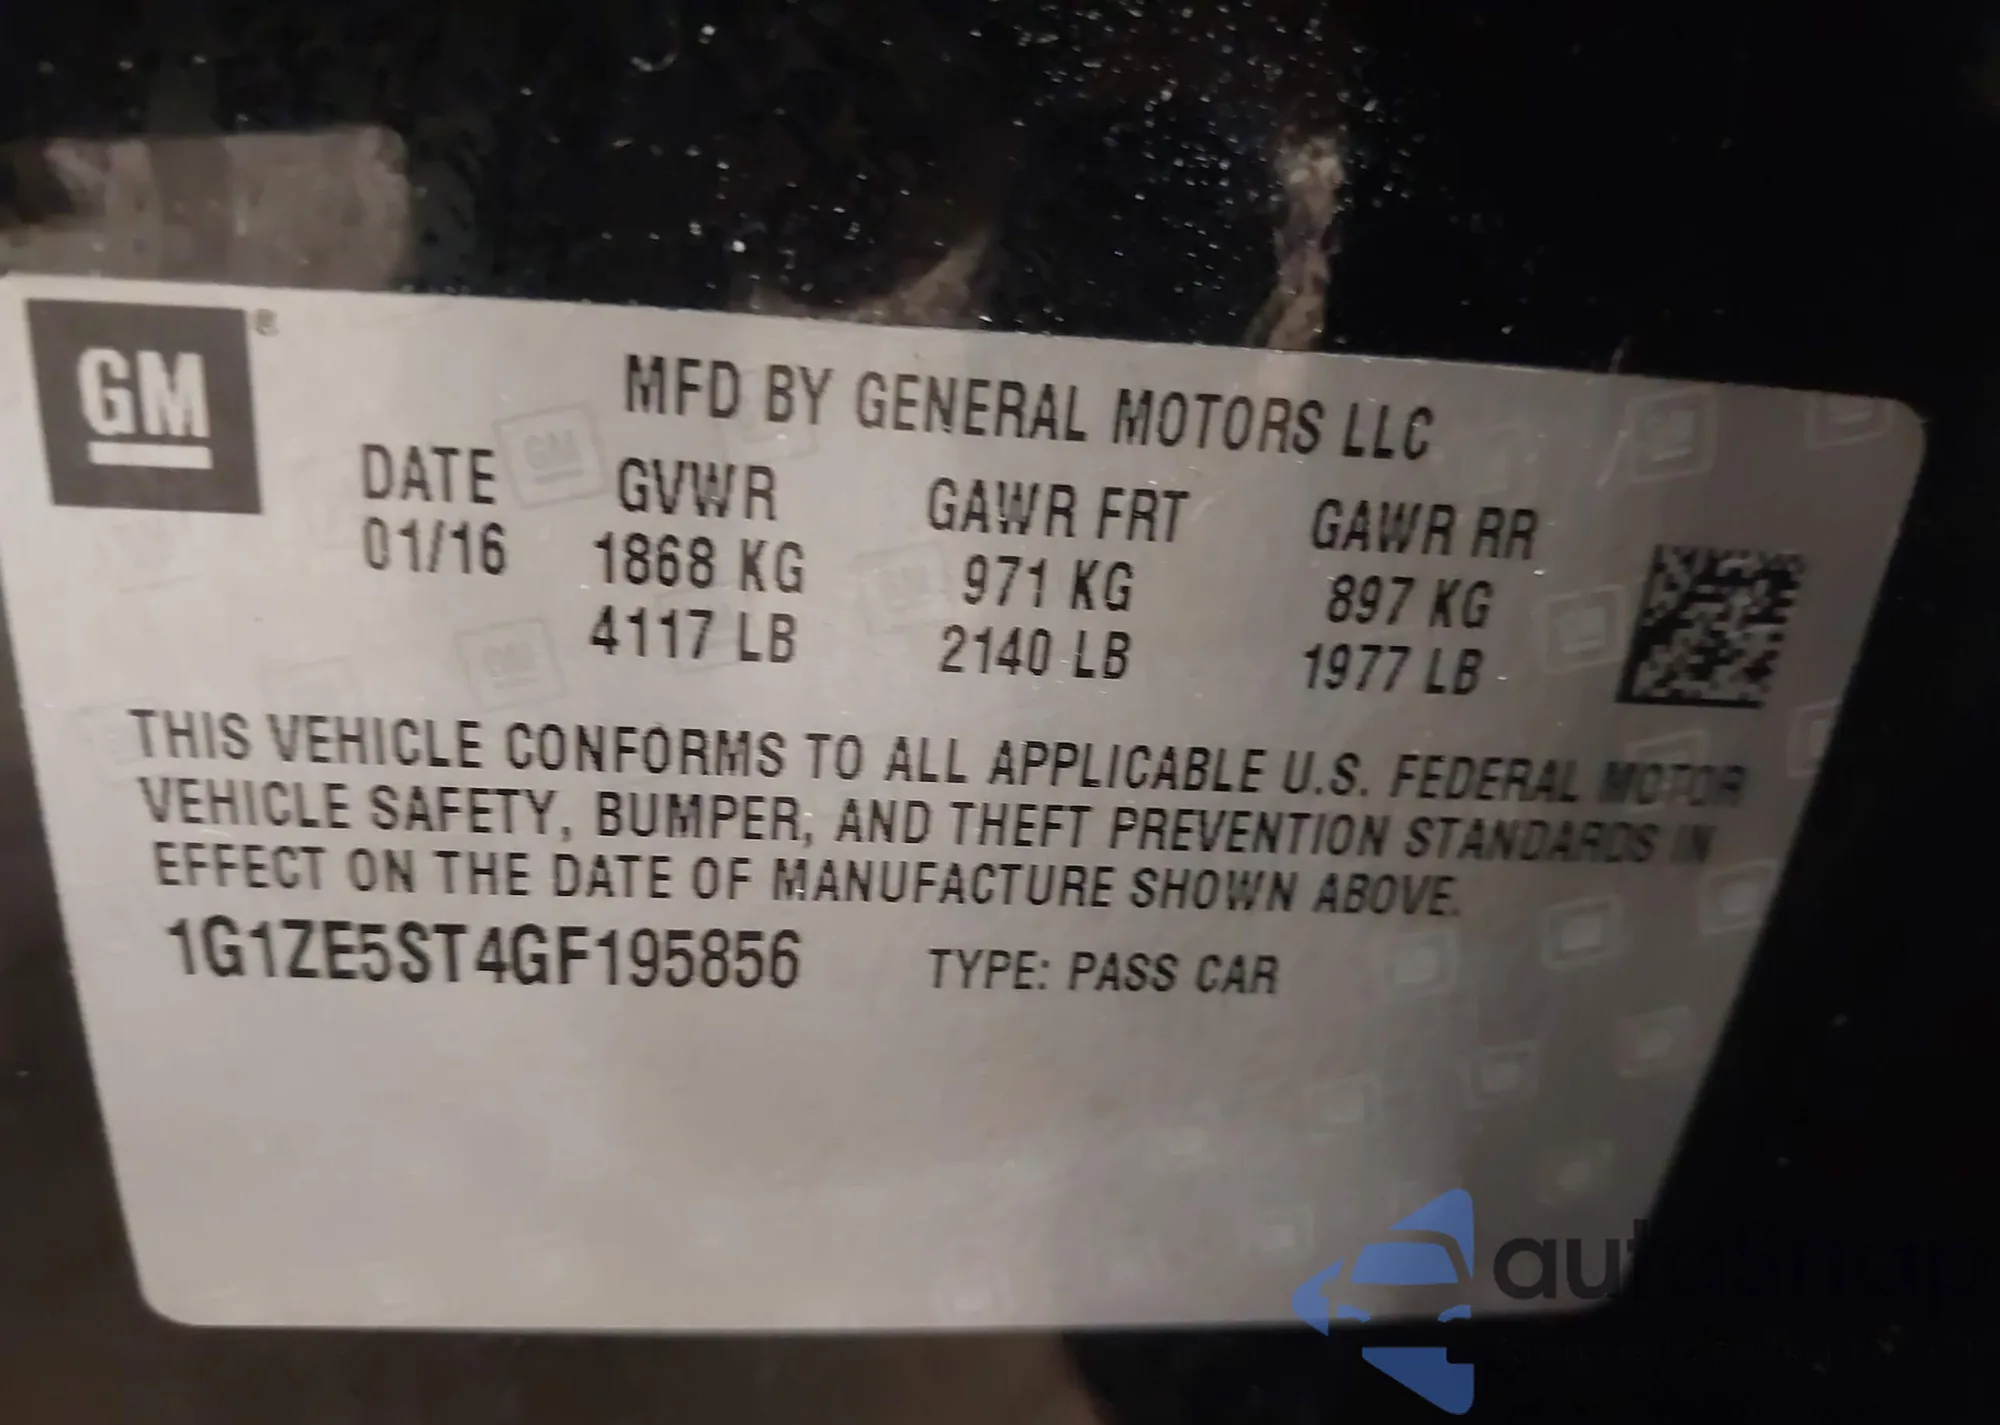 GM
MFD BY GENERAL MOTORS LLC
DATE GVWR GAWR FRT GAWR RR
01/16 1868 KG 971 KG 897 KG
4117 LB 2140 LB 1977 LB
THIS VEHICLE CONFORMS TO ALL APPLICABLE U.S. FEDERAL MOTOR
VEHICLE SAFETY, BUMPER, AND THEFT PREVENTION STANDARDS IN
EFFECT ON THE DATE OF MANUFACTURE SHOWN ABOVE.
1G1ZE5ST4GF195856 TYPE: PASS CAR
autosnap